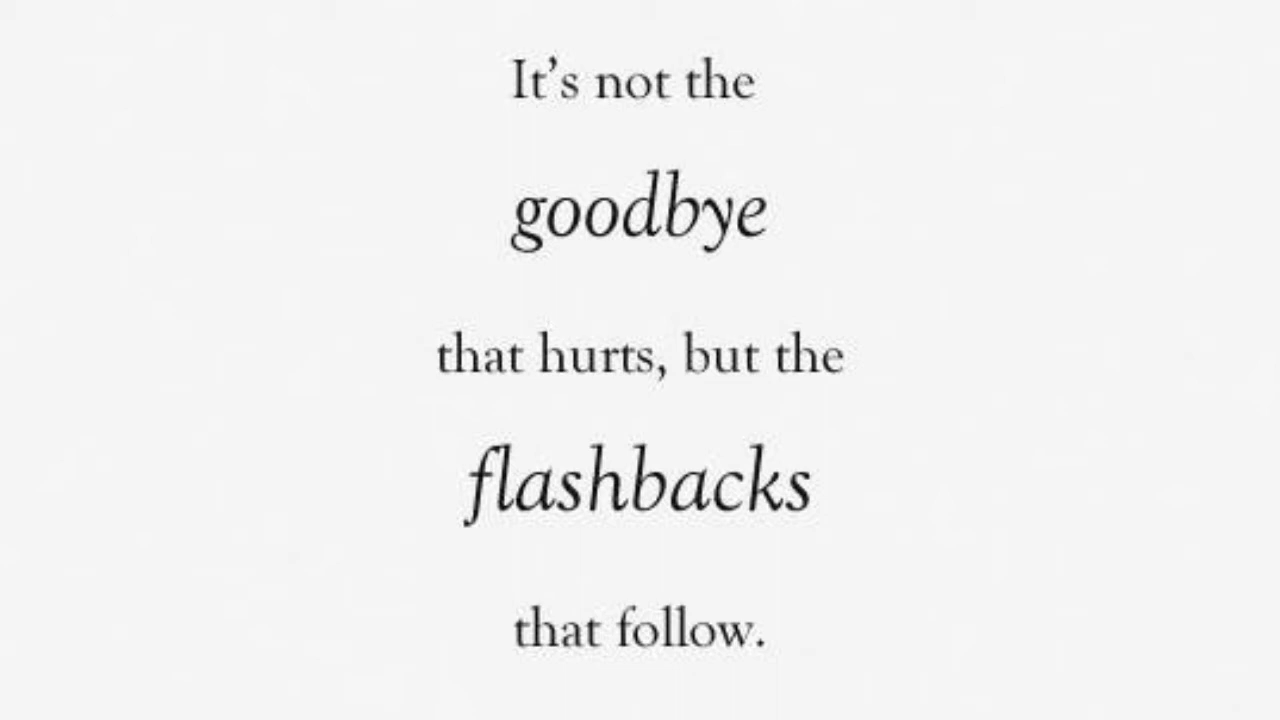 It’s not the
goodbye
that hurts, but the
flashbacks
that follow.